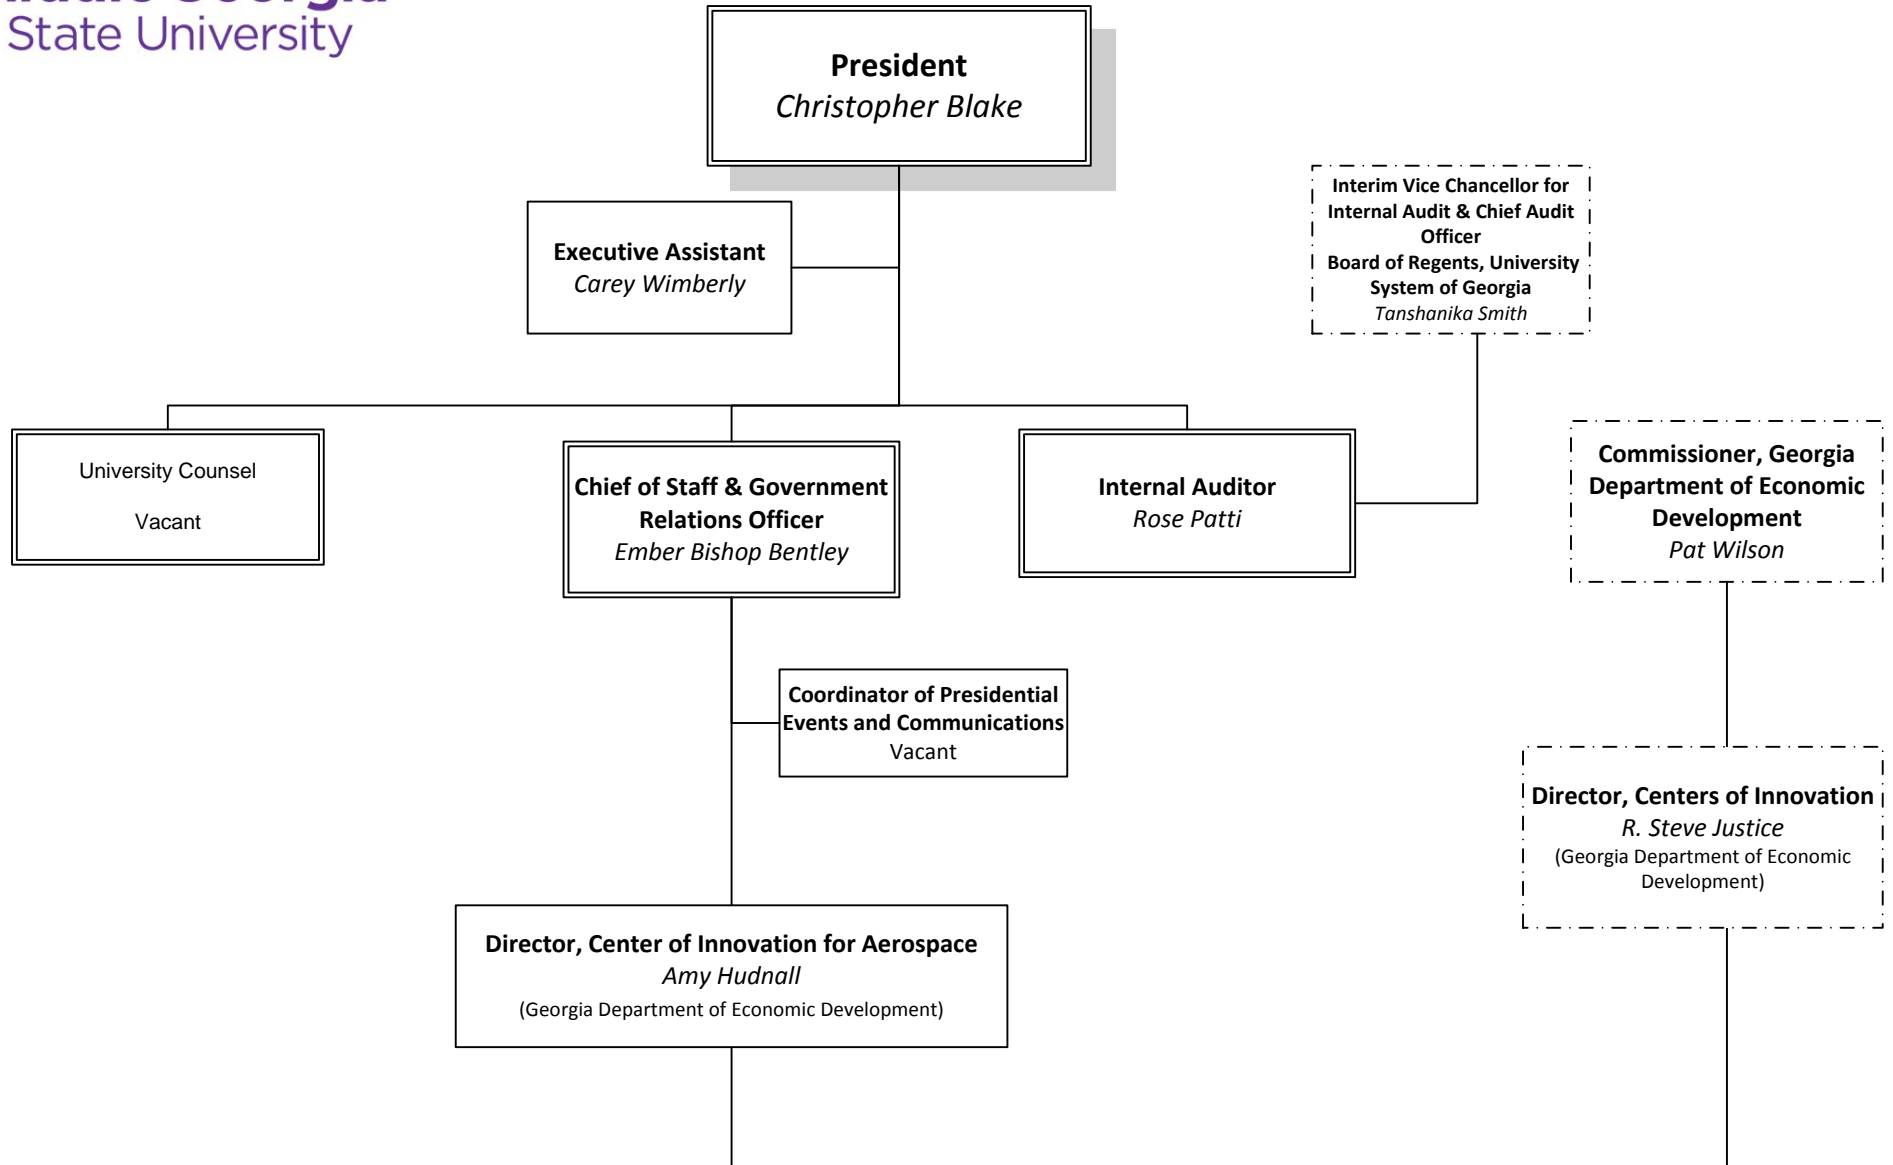 State University
President
Christopher Blake
Interim Vice Chancellor for
Internal Audit & Chief Audit
Officer
Board of Regents, University
System of Georgia
Tanshanika Smith
Executive Assistant
Carey Wimberly
University Counsel
Vacant
Chief of Staff & Government
Relations Officer
Ember Bishop Bentley
Internal Auditor
Rose Patti
Commissioner, Georgia
Department of Economic
Development
Pat Wilson
Coordinator of Presidential
Events and Communications
Vacant
Director, Centers of Innovation
R. Steve Justice
(Georgia Department of Economic
Development)
Director, Center of Innovation for Aerospace
Amy Hudnall
(Georgia Department of Economic Development)